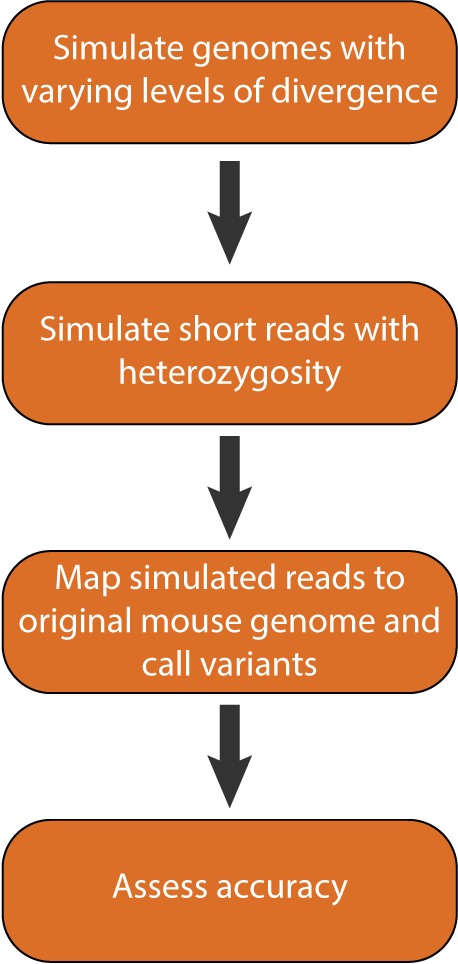 Simulate genomes with
varying levels of divergence
Simulate short reads with
heterozygosity
Map simulated reads to
original mouse genome and
call variants
Assess accuracy